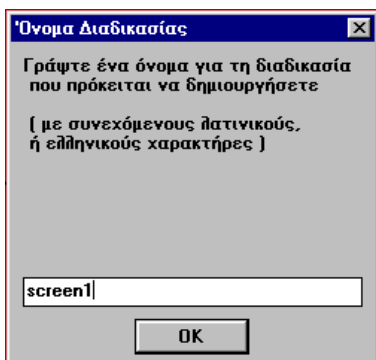 Όνομα Διαδικασίας
Γράψτε ένα όνομα για τη διαδικασία
που πρόκειται να δημιουργήσετε
( με συνεχόμενους λατινικούς,
ή ελληνικούς χαρακτήρες )
screen1
OK